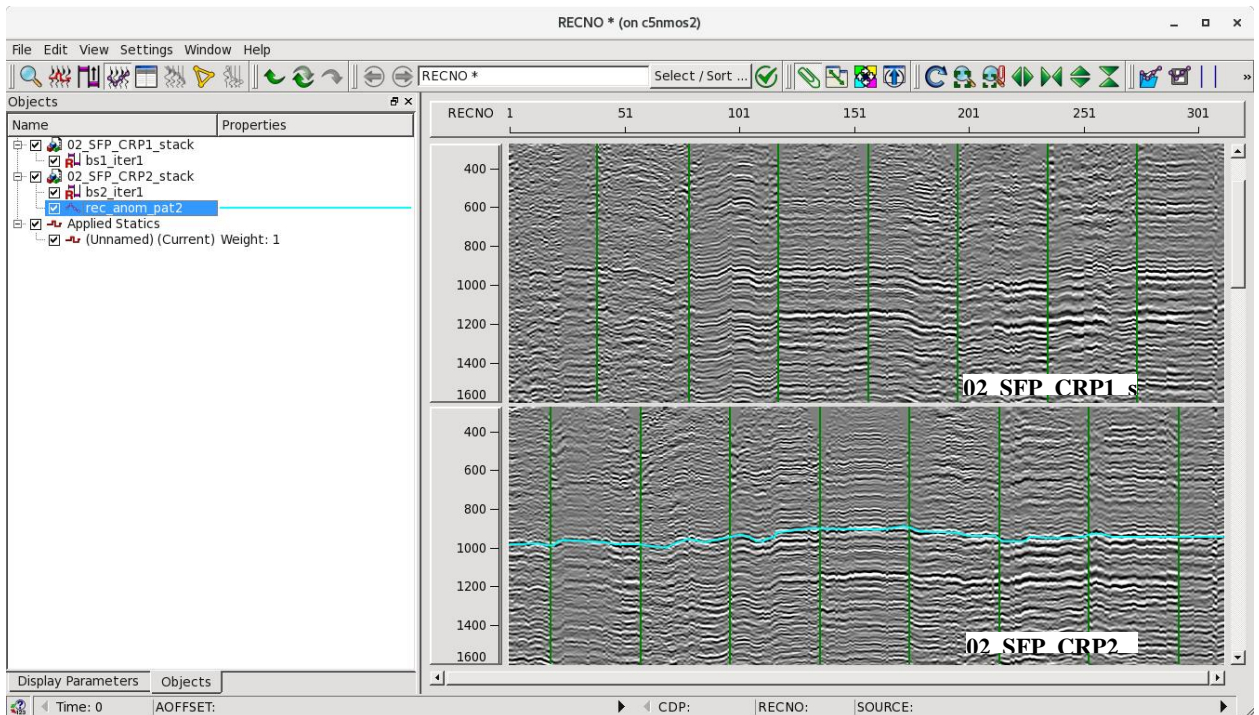 RECNO * (on c5nmos2)
File Edit View Settings Window Help
RECNO *
Select / Sort ...
»
Objects
Name Properties
02_SFP_CRP1_stack
bs1_iter1
02_SFP_CRP2_stack
bs2_iter1
rec_anom_pat2
Applied Statics
(Unnamed) (Current) Weight: 1
RECNO 1 51 101 151 201 251 301
400
600
800
1000
1200
1400
1600
02_SFP_CRP1_s
400
600
800
1000
1200
1400
1600
02_SFP_CRP2_
Display Parameters Objects
Time: 0 AOFFSET: CDP: RECNO: SOURCE: